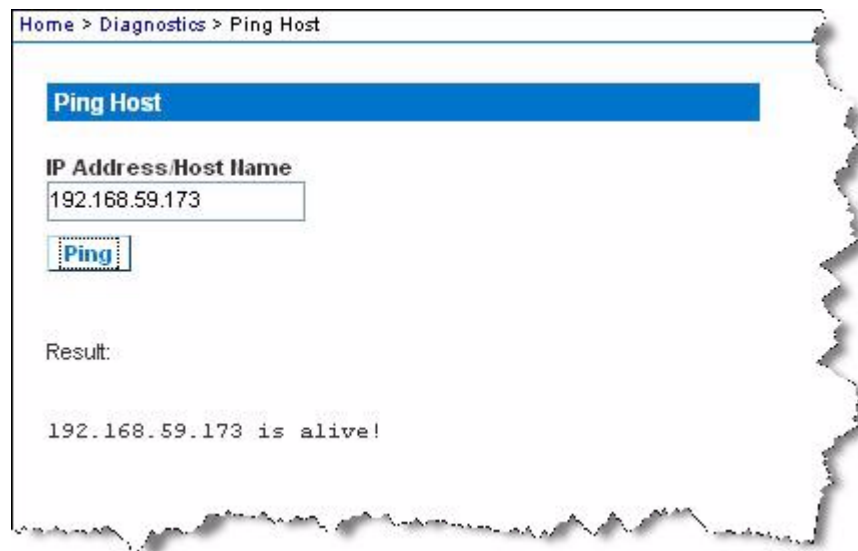 Home > Diagnostics > Ping Host
Ping Host
IP Address/Host Name
192.168.59.173
Ping
Result:
192.168.59.173 is alive!